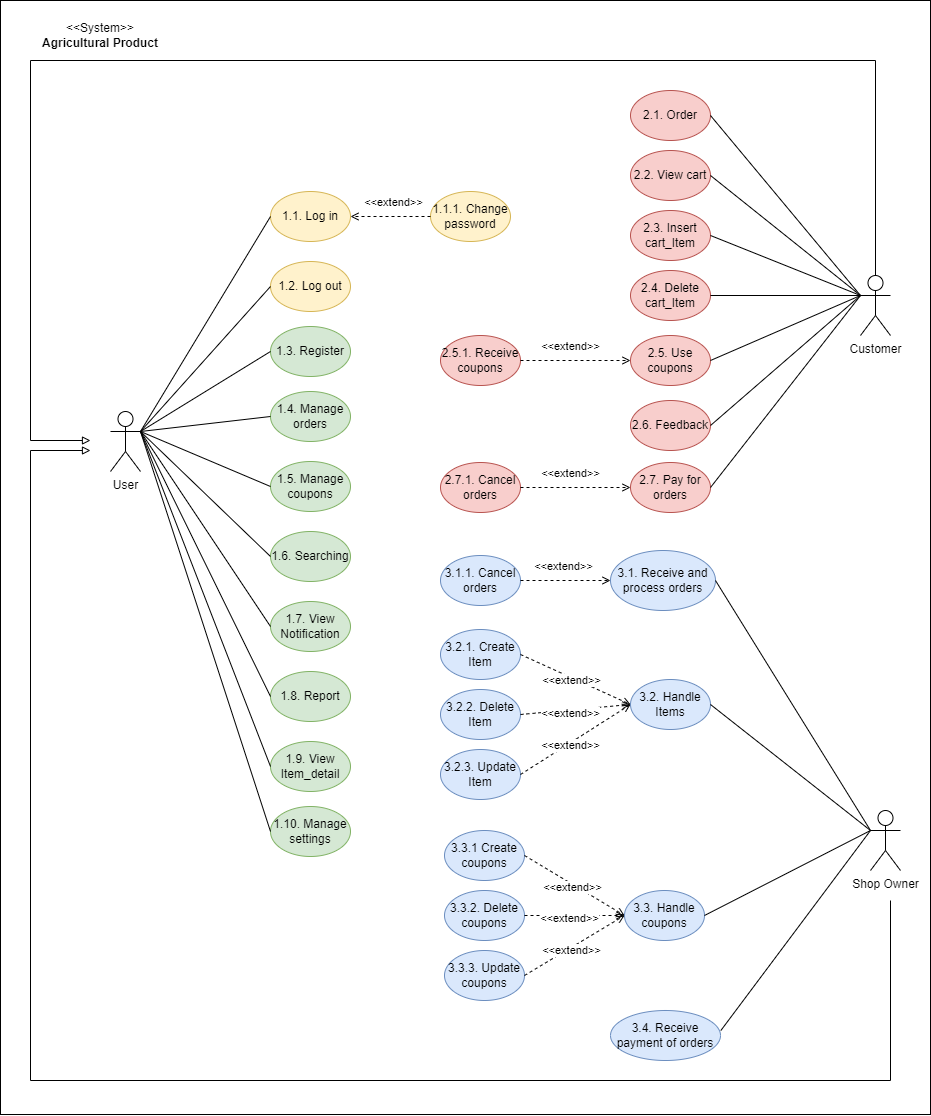 <<System>>
Agricultural Product
2.1. Order
2.2. View cart
1.1. Log in
<<extend>>
1.1.1. Change
password
2.3. Insert
cart_Item
1.2. Log out
2.4. Delete
cart_Item
Customer
1.3. Register
2.5.1. Receive
coupons
<<extend>>
2.5. Use
coupons
1.4. Manage
orders
2.6. Feedback
User
1.5. Manage
coupons
2.7.1. Cancel
orders
<<extend>>
2.7. Pay for
orders
1.6. Searching
3.1.1. Cancel
orders
<<extend>>
3.1. Receive and
process orders
1.7. View
Notification
3.2.1. Create
Item
<<extend>>
1.8. Report
3.2.2. Delete
Item
<<extend>>
3.2. Handle
Items
1.9. View
Item_detail
3.2.3. Update
Item
<<extend>>
1.10. Manage
settings
3.3.1 Create
coupons
<<extend>>
Shop Owner
3.3.2. Delete
coupons
<<extend>>
3.3. Handle
coupons
3.3.3. Update
coupons
<<extend>>
3.4. Receive
payment of orders